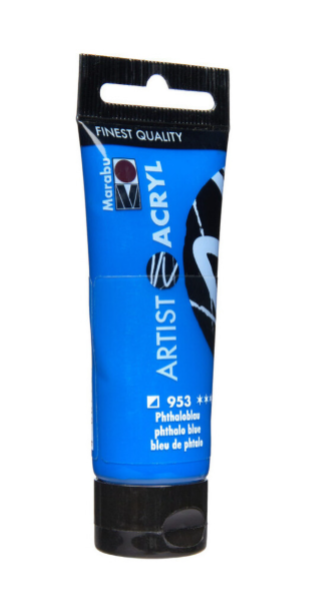 FINEST QUALITY
Marabu
ARTIST ACRYL
953 ***
Phthaloblau
phthalo blue
bleu de phtalo